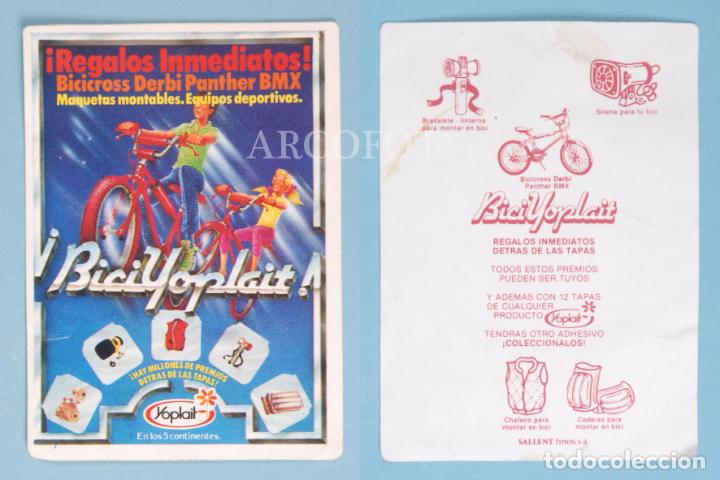 ¡Regalos Inmediatos!
Bicicross Derbi Panther BMX
Maquetas montables. Equipos deportivos.
ARCOFOT
¡BiciYoplait!
¡HAY MILLONES DE PREMIOS
DETRAS DE LAS TAPAS!
Yoplait
En los 5 continentes.
Brazalete - linterna
para montar en bici
Sirena para tu bici
Bicicross Derbi
Panther BMX
BiciYoplait
REGALOS INMEDIATOS
DETRAS DE LAS TAPAS
TODOS ESTOS PREMIOS
PUEDEN SER TUYOS
Y ADEMAS CON 12 TAPAS
DE CUALQUIER
PRODUCTO Yoplait
TENDRAS OTRO ADHESIVO
¡COLECCIONALOS!
Chaleco para
montar en bici
Coderas para
montar en bici
SALLENT hnos, s.a.
todocoleccion